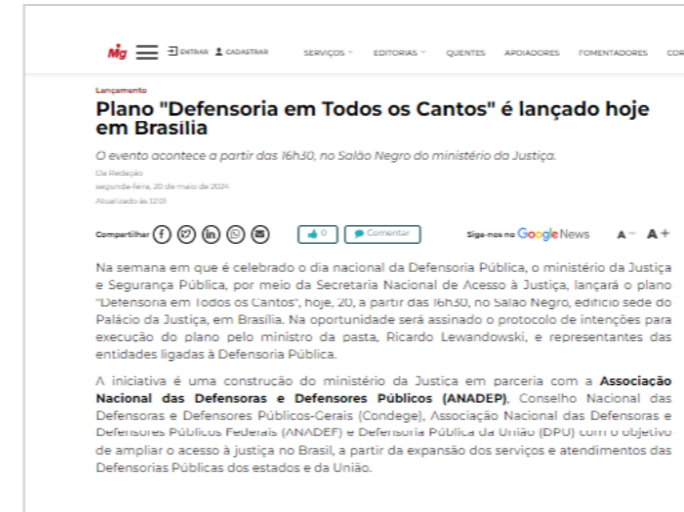 Mig ENTRAR CADASTRAR SERVIÇOS EDITORIAS QUENTES APOIADORES FOMENTADORES COR
Lançamento
Plano "Defensoria em Todos os Cantos" é lançado hoje
em Brasília
O evento acontece a partir das 16h30, no Salão Negro do ministério da Justiça.
Da Redação
segunda-feira, 20 de maio de 2024
Atualizado às 12:01
Compartilhar 0 Comentar Siga-nos no Google News A− A+
Na semana em que é celebrado o dia nacional da Defensoria Pública, o ministério da Justiça
e Segurança Pública, por meio da Secretaria Nacional de Acesso à Justiça, lançará o plano
"Defensoria em Todos os Cantos", hoje, 20, a partir das 16h30, no Salão Negro, edifício sede do
Palácio da Justiça, em Brasília. Na oportunidade será assinado o protocolo de intenções para
execução do plano pelo ministro da pasta, Ricardo Lewandowski, e representantes das
entidades ligadas à Defensoria Pública.
A iniciativa é uma construção do ministério da Justiça em parceria com a Associação
Nacional das Defensoras e Defensores Públicos (ANADEP), Conselho Nacional das
Defensoras e Defensores Públicos-Gerais (Condege), Associação Nacional das Defensoras e
Defensores Públicos Federais (ANADEF) e Defensoria Pública da União (DPU) com o objetivo
de ampliar o acesso à justiça no Brasil, a partir da expansão dos serviços e atendimentos das
Defensorias Públicas dos estados e da União.